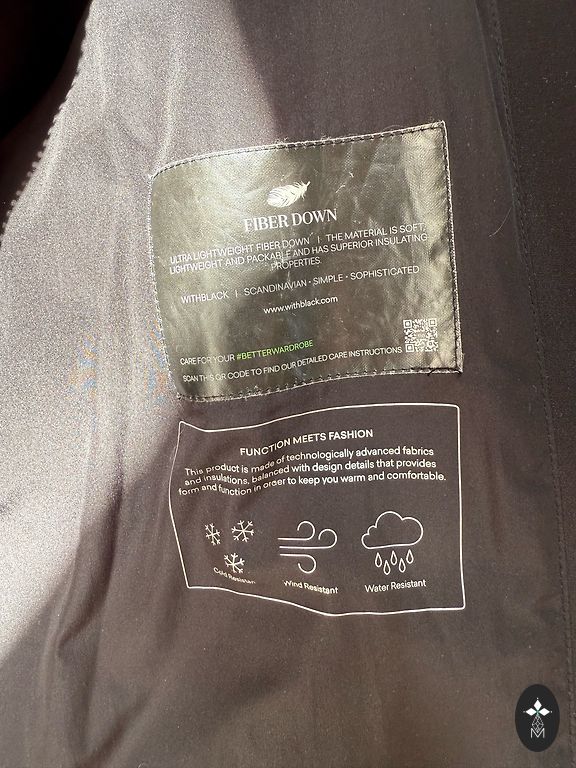 FIBER DOWN
ULTRA LIGHTWEIGHT FIBER DOWN | THE MATERIAL IS SOFT,
LIGHTWEIGHT AND PACKABLE AND HAS SUPERIOR INSULATING
PROPERTIES
WITHBLACK | SCANDINAVIAN · SIMPLE · SOPHISTICATED
www.withblack.com
CARE FOR YOUR #BETTERWARDROBE
SCAN THIS QR CODE TO FIND OUR DETAILED CARE INSTRUCTIONS
FUNCTION MEETS FASHION
This product is made of technologically advanced fabrics
and insulations, balanced with design details that provides
form and function in order to keep you warm and comfortable.
Cold Resistant
Wind Resistant
Water Resistant
M